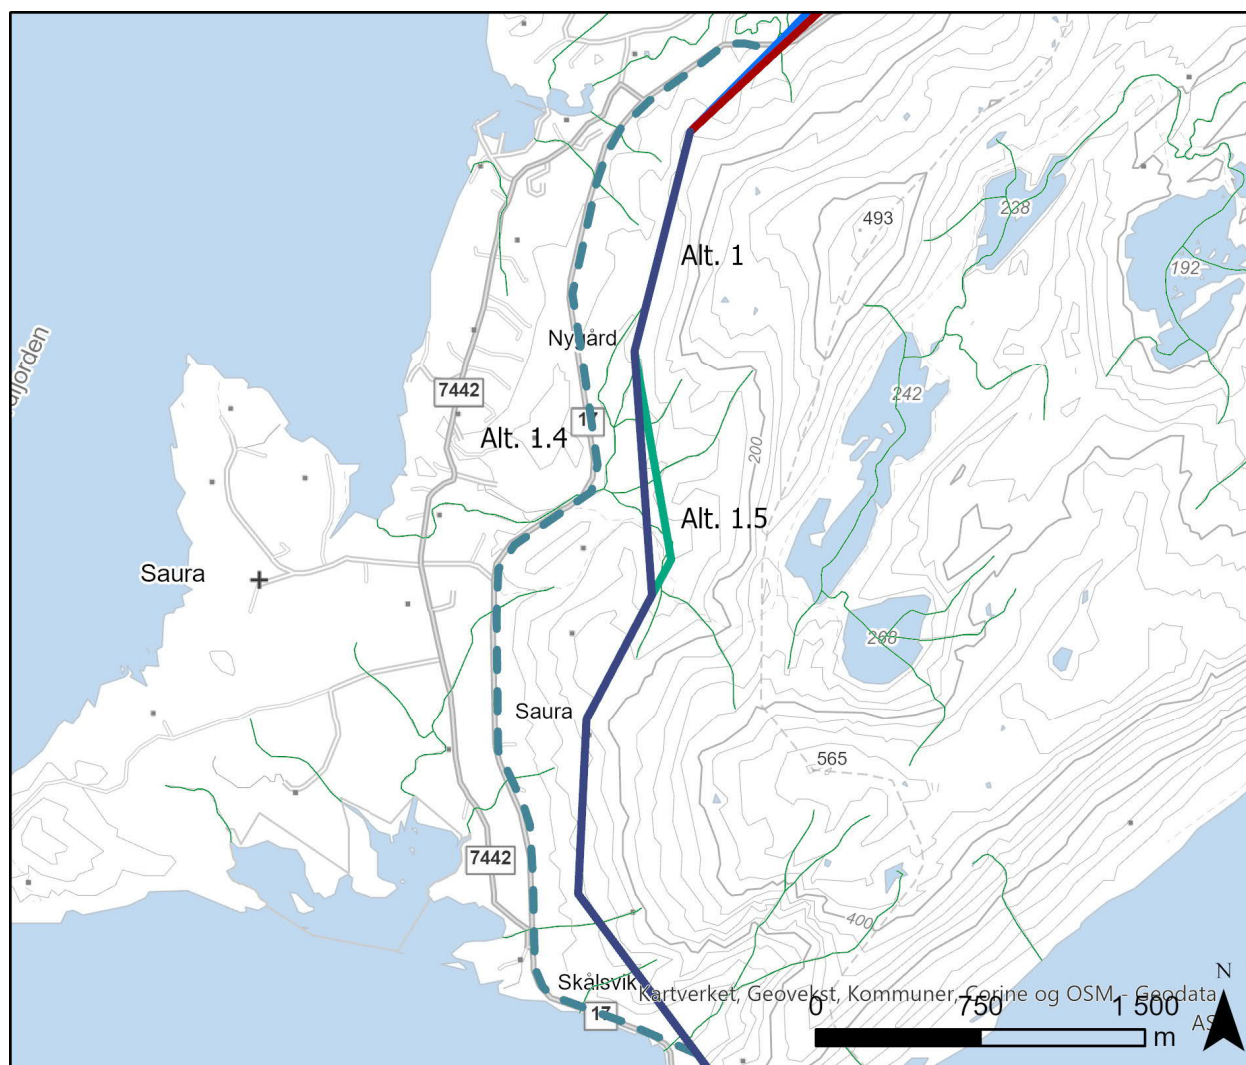 493
238
Alt. 1
192
Nygård
7442
242
17
Alt. 1.4
200
Alt. 1.5
Saura
268
Saura
565
7442
400
Skålsvik
N
Kartverket, Geovekst, Kommuner, Corine og OSM - Geodata
AS
0 750 1 500
m
17